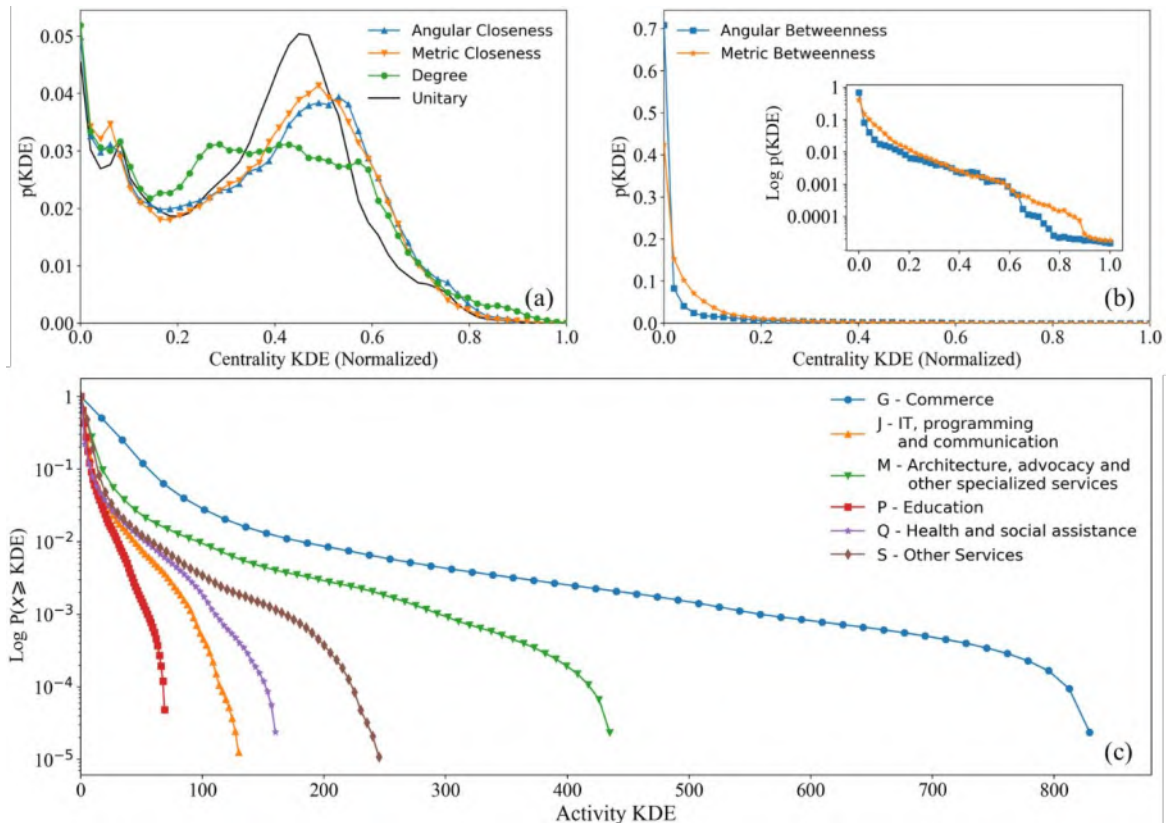 0.05
0.04
0.03
0.02
0.01
0.00
p(KDE)
0.0 0.2 0.4 0.6 0.8 1.0
Centrality KDE (Normalized)
Angular Closeness
Metric Closeness
Degree
Unitary
(a)
0.7
0.6
0.5
0.4
0.3
0.2
0.1
0.0
p(KDE)
0.0 0.2 0.4 0.6 0.8 1.0
Centrality KDE (Normalized)
Angular Betweenness
Metric Betweenness
1
0.1
0.01
0.001
0.0001
Log p(KDE)
0.0 0.2 0.4 0.6 0.8 1.0
(b)
1
10⁻¹
10⁻²
10⁻³
10⁻⁴
10⁻⁵
Log P(x⩾ KDE)
0 100 200 300 400 500 600 700 800
Activity KDE
G - Commerce
J - IT, programming
and communication
M - Architecture, advocacy and
other specialized services
P - Education
Q - Health and social assistance
S - Other Services
(c)